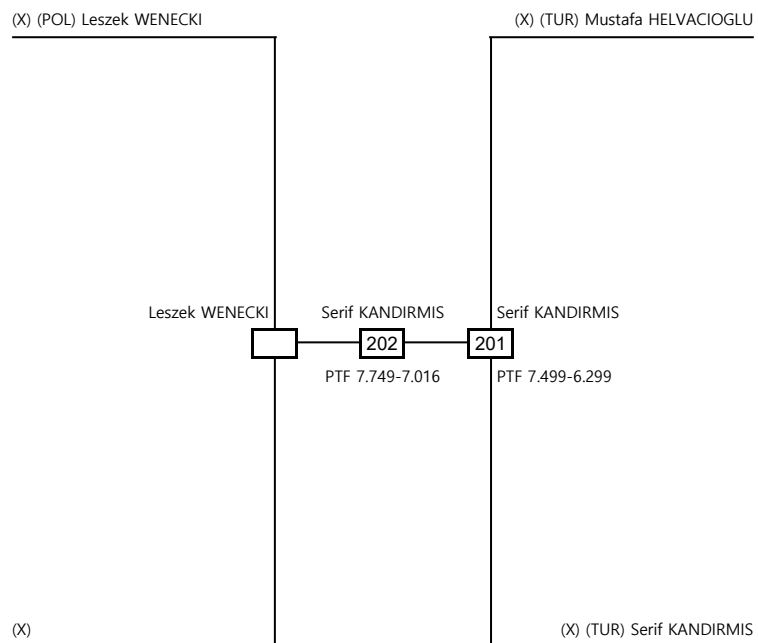 (X) (POL) Leszek WENECKI
(X) (TUR) Mustafa HELVACIOGLU
Leszek WENECKI
Serif KANDIRMIS
Serif KANDIRMIS
202
201
PTF 7.749-7.016
PTF 7.499-6.299
(X)
(X) (TUR) Serif KANDIRMIS